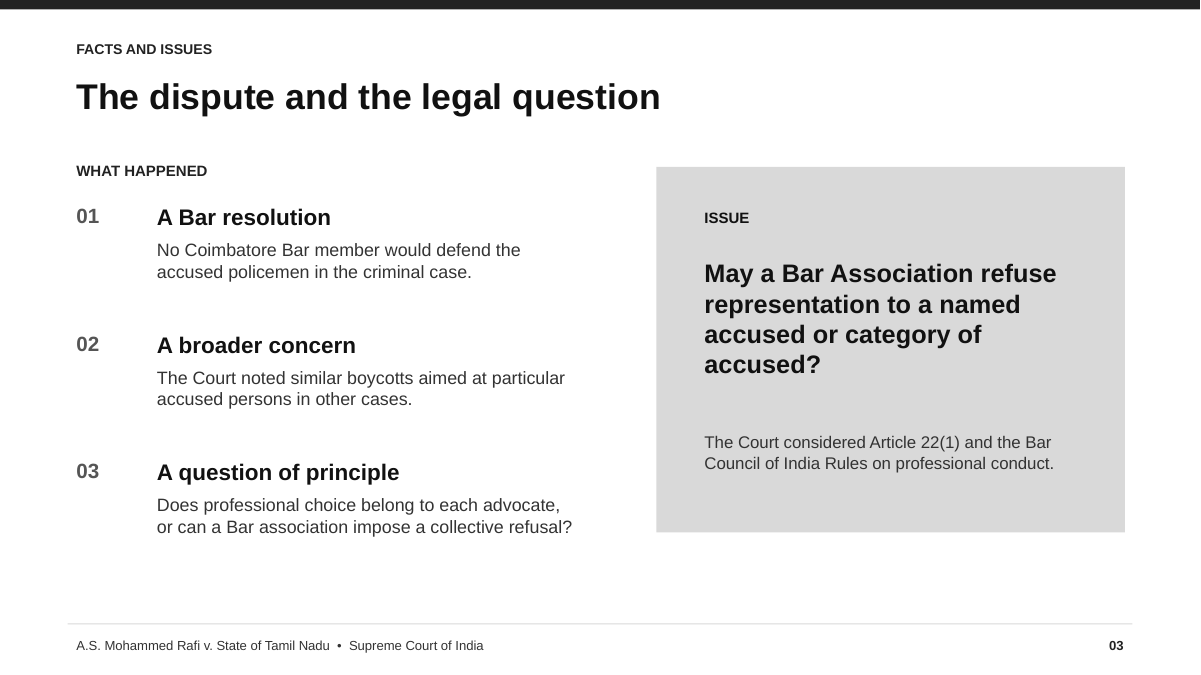 FACTS AND ISSUES
The dispute and the legal question
WHAT HAPPENED
01
A Bar resolution
No Coimbatore Bar member would defend the
accused policemen in the criminal case.
02
A broader concern
The Court noted similar boycotts aimed at particular
accused persons in other cases.
03
A question of principle
Does professional choice belong to each advocate,
or can a Bar association impose a collective refusal?
ISSUE
May a Bar Association refuse
representation to a named
accused or category of
accused?
The Court considered Article 22(1) and the Bar
Council of India Rules on professional conduct.
A.S. Mohammed Rafi v. State of Tamil Nadu • Supreme Court of India
03